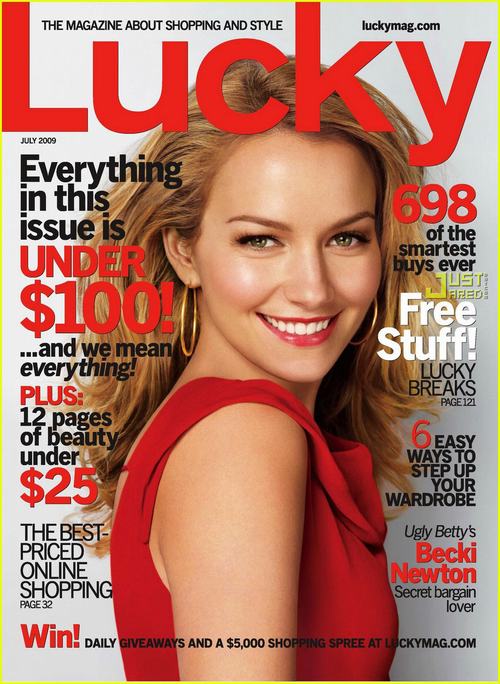 THE MAGAZINE ABOUT SHOPPING AND STYLE
luckymag.com
Lucky
JULY 2009
Everything
in this
issue is
UNDER
$100!
...and we mean
everything!
PLUS:
12 pages
of beauty
under
$25
THE BEST-
PRICED
ONLINE
SHOPPING
PAGE 32
698
of the
smartest
buys ever
JUST
JARED
Free
Stuff!
LUCKY
BREAKS
PAGE 121
6 EASY
WAYS TO
STEP UP
YOUR
WARDROBE
Ugly Betty's
Becki
Newton
Secret bargain
lover
Win! DAILY GIVEAWAYS AND A $5,000 SHOPPING SPREE AT LUCKYMAG.COM